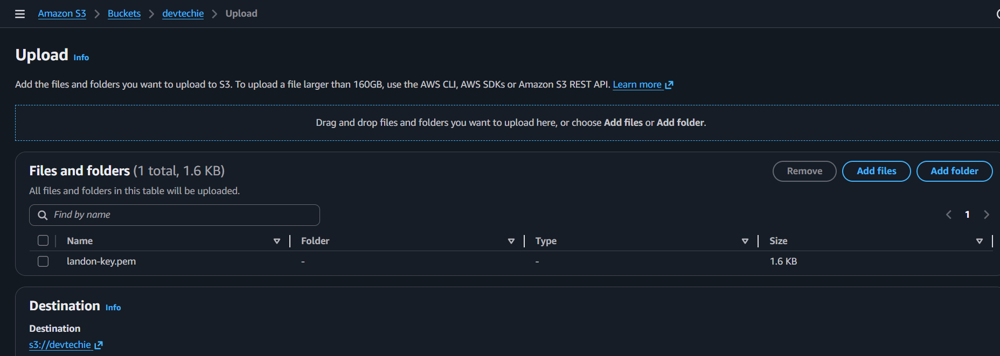 Amazon S3 > Buckets > devtechie > Upload
Upload Info
Add the files and folders you want to upload to S3. To upload a file larger than 160GB, use the AWS CLI, AWS SDKs or Amazon S3 REST API. Learn more
Drag and drop files and folders you want to upload here, or choose Add files or Add folder.
Files and folders (1 total, 1.6 KB)
Remove Add files Add folder
All files and folders in this table will be uploaded.
Find by name
1
Name Folder Type Size
landon-key.pem - - 1.6 KB
Destination Info
Destination
s3://devtechie